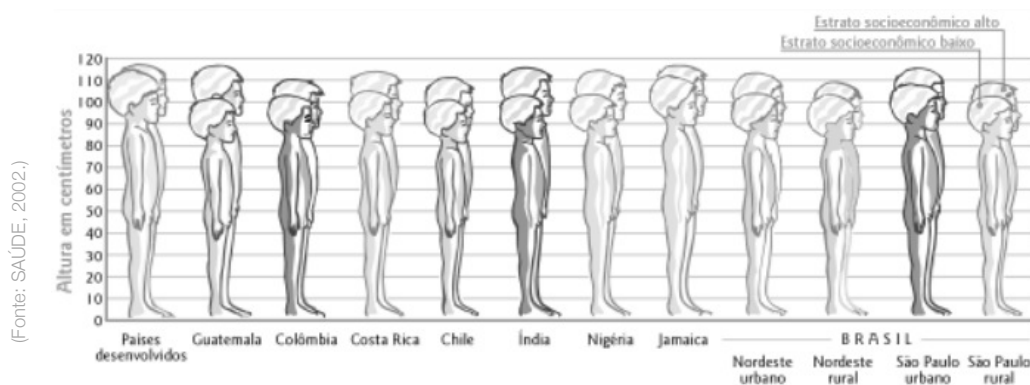 Estrato socioeconômico alto
Estrato socioeconômico baixo
(Fonte: SAÚDE, 2002.)
Altura em centímetros
120
110
100
90
80
70
60
50
40
30
20
10
0
Países desenvolvidos
Guatemala
Colômbia
Costa Rica
Chile
Índia
Nigéria
Jamaica
BRASIL
Nordeste urbano
Nordeste rural
São Paulo urbano
São Paulo rural